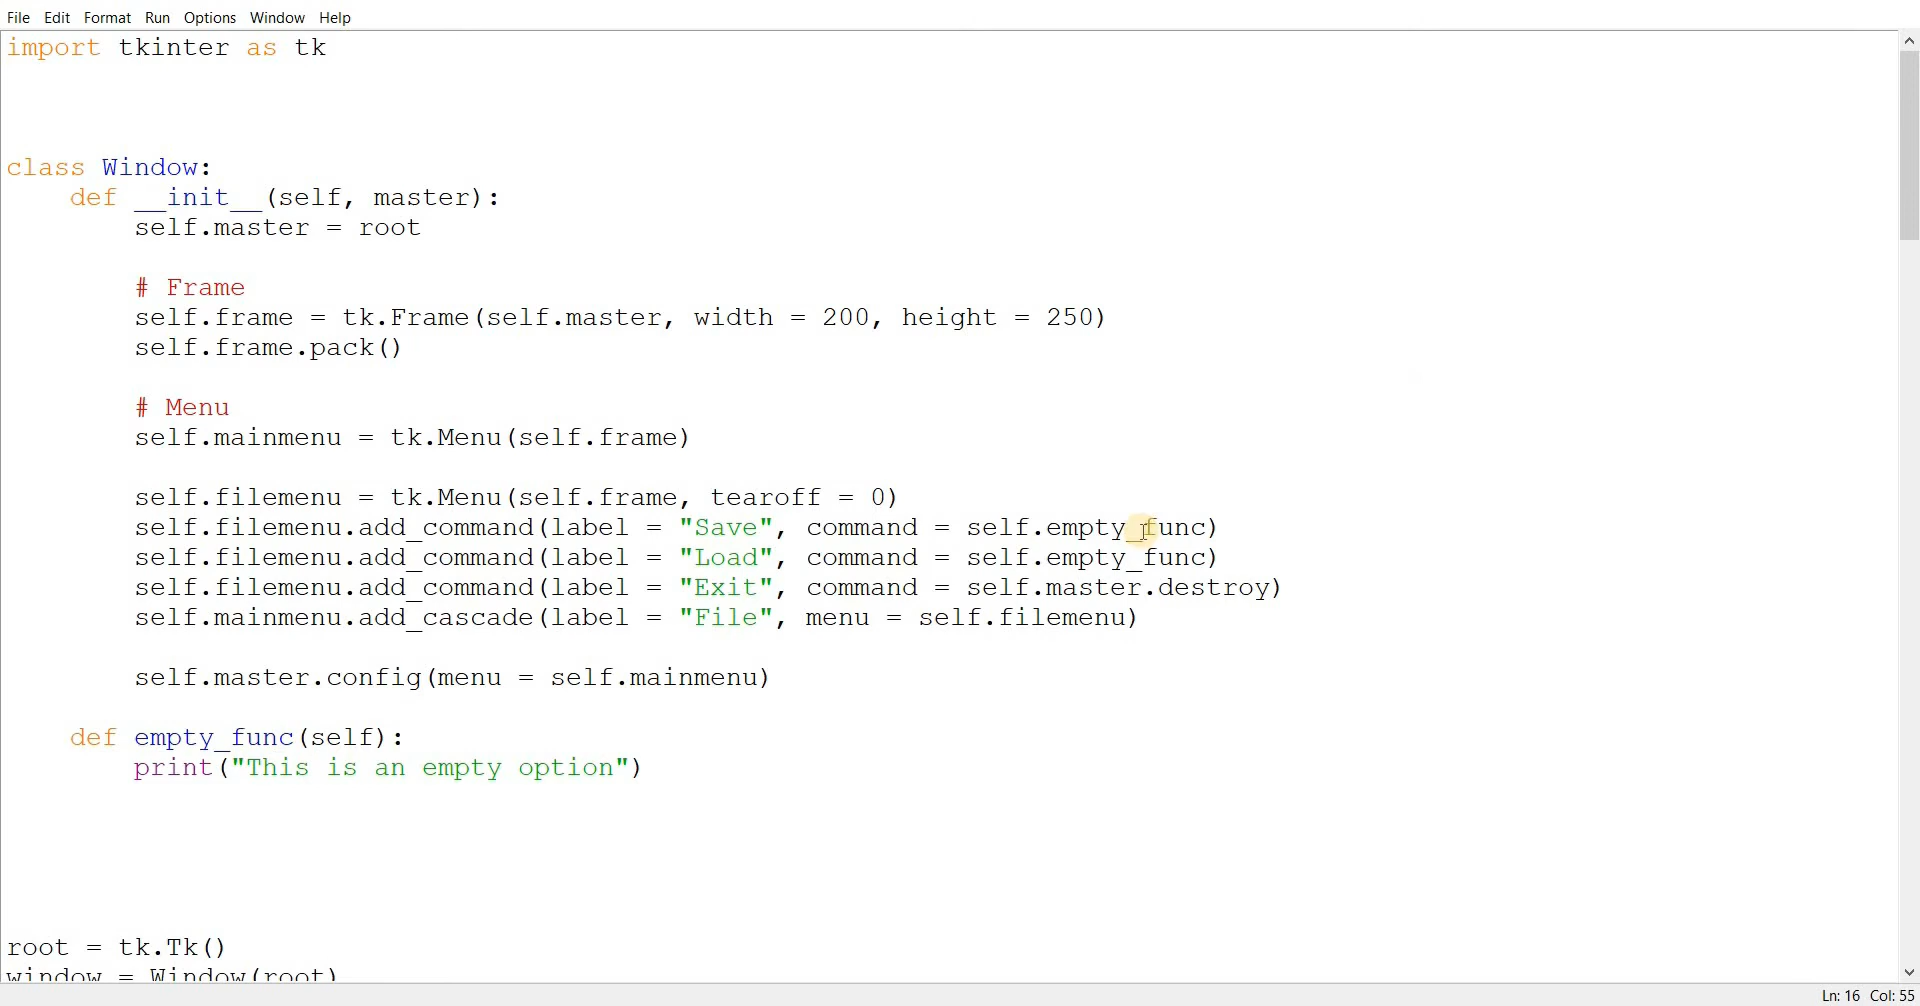 File Edit Format Run Options Window Help
import tkinter as tk
class Window:
    def __init__(self, master):
        self.master = root
        # Frame
        self.frame = tk.Frame(self.master, width = 200, height = 250)
        self.frame.pack()
        # Menu
        self.mainmenu = tk.Menu(self.frame)
        self.filemenu = tk.Menu(self.frame, tearoff = 0)
        self.filemenu.add_command(label = "Save", command = self.empty_func)
        self.filemenu.add_command(label = "Load", command = self.empty_func)
        self.filemenu.add_command(label = "Exit", command = self.master.destroy)
        self.mainmenu.add_cascade(label = "File", menu = self.filemenu)
        self.master.config(menu = self.mainmenu)
    def empty_func(self):
        print("This is an empty option")
root = tk.Tk()
window = Window(root)
Ln: 16 Col: 55